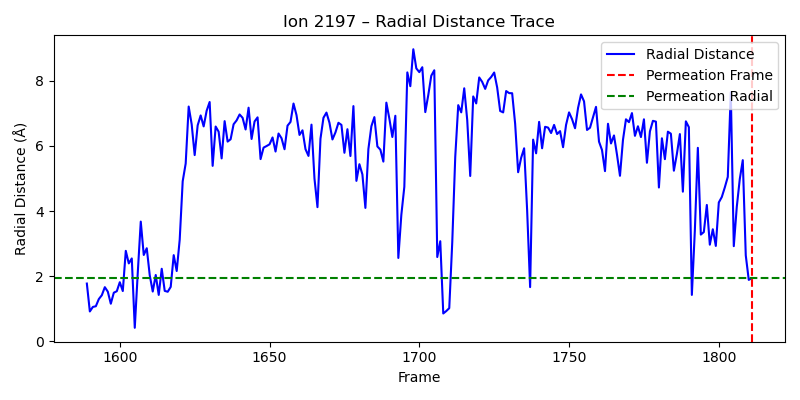 Ion 2197 – Radial Distance Trace
Radial Distance
Permeation Frame
Permeation Radial
Radial Distance (Å)
8
6
4
2
0
1600
1650
1700
1750
1800
Frame